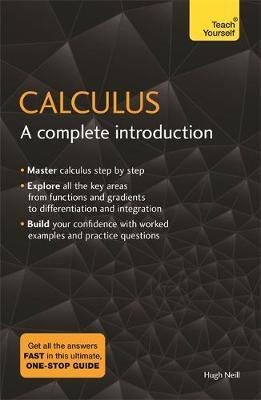 Teach
Yourself
CALCULUS
A complete introduction
• Master calculus step by step
• Explore all the key areas
from functions and gradients
to differentiation and integration
• Build your confidence with worked
examples and practice questions
Hugh Neill
Get all the answers
FAST in this ultimate,
ONE-STOP GUIDE